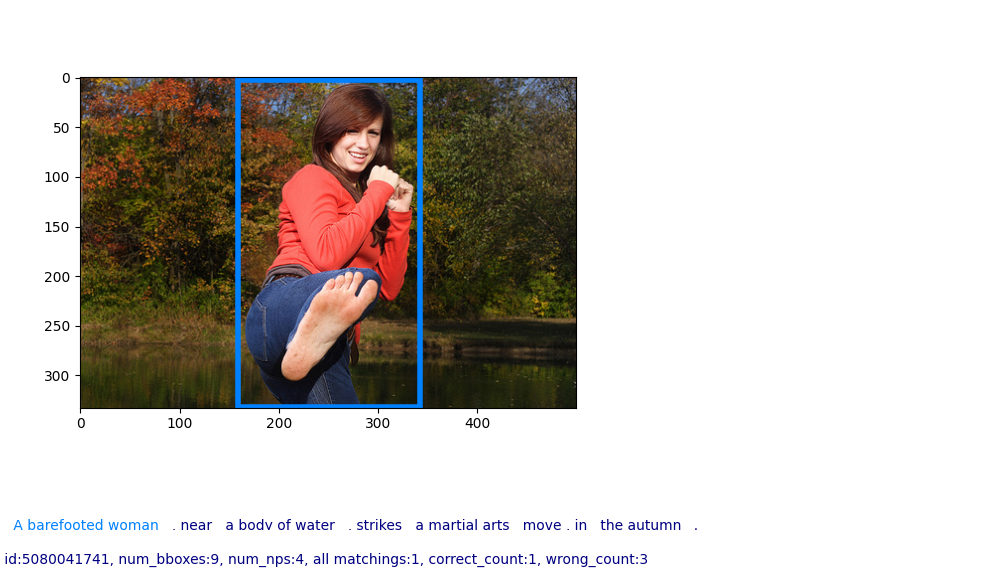 0
50
100
150
200
250
300
0 100 200 300 400
A barefooted woman . near a body of water . strikes a martial arts move . in the autumn .
id:5080041741, num_bboxes:9, num_nps:4, all matchings:1, correct_count:1, wrong_count:3